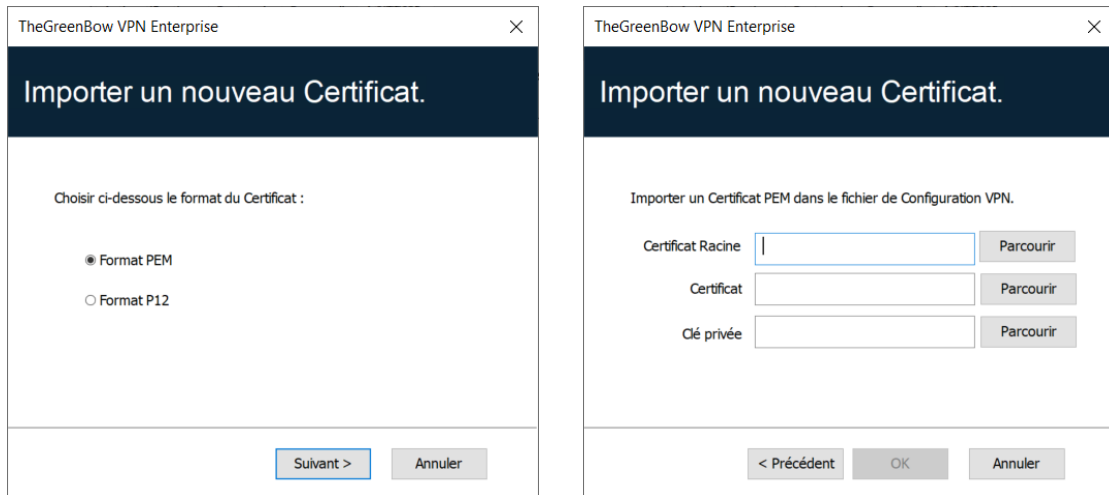 TheGreenBow VPN Enterprise
Importer un nouveau Certificat.
Choisir ci-dessous le format du Certificat :
Format PEM
Format P12
Suivant >
Annuler
TheGreenBow VPN Enterprise
Importer un nouveau Certificat.
Importer un Certificat PEM dans le fichier de Configuration VPN.
Certificat Racine
Parcourir
Certificat
Parcourir
Clé privée
Parcourir
< Précédent
OK
Annuler